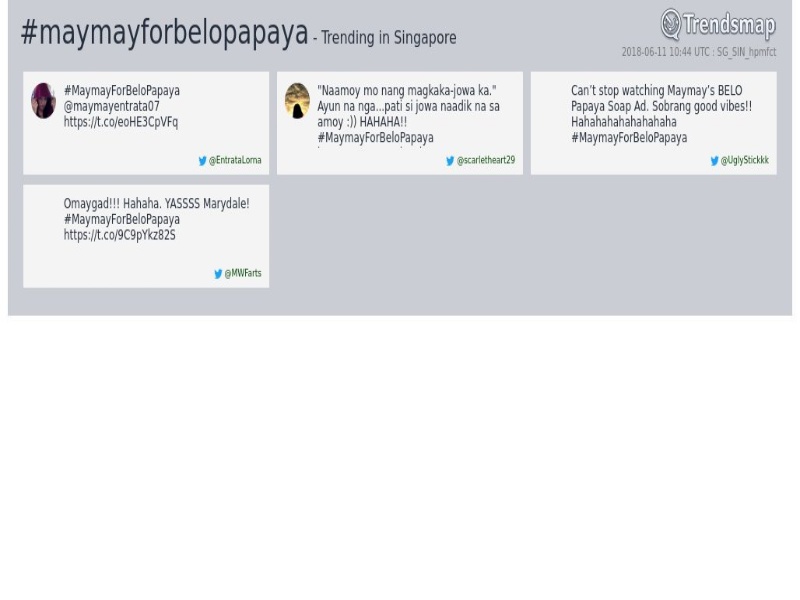 #maymayforbelopapaya - Trending in Singapore
Trendsmap
2018-06-11 10:44 UTC : SG_SIN_hpmfct
#MaymayForBeloPapaya
@maymayentrata07
https://t.co/eoHE3CpVFq
@EntrataLorna
"Naamoy mo nang magkaka-jowa ka."
Ayun na nga...pati si jowa naadik na sa
amoy :)) HAHAHA!!
#MaymayForBeloPapaya
@scarletheart29
Can't stop watching Maymay's BELO
Papaya Soap Ad. Sobrang good vibes!!
Hahahahahahahahaha
#MaymayForBeloPapaya
@UglyStickkk
Omaygad!!! Hahaha. YASSSS Marydale!
#MaymayForBeloPapaya
https://t.co/9C9pYkz82S
@MWFarts